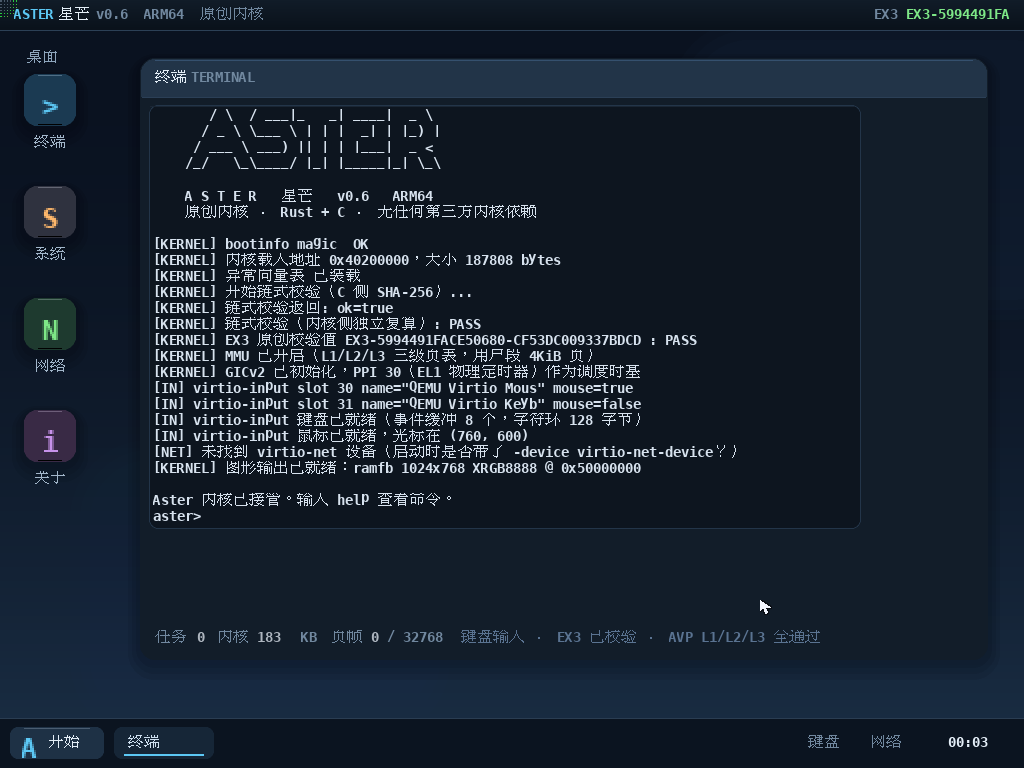 ASTER 星芒 v0.6 ARM64 原创内核
EX3 EX3-5994491FA
桌面
> 终端
S 系统
N 网络
i 关于
终端 TERMINAL
A S T E R 星芒 v0.6 ARM64
原创内核 · Rust + C · 无任何第三方内核依赖
[KERNEL] bootinfo magic OK
[KERNEL] 内核载入地址 0x40200000，大小 187808 bytes
[KERNEL] 异常向量表 已装载
[KERNEL] 开始链式校验（C 侧 SHA-256）...
[KERNEL] 链式校验返回: ok=true
[KERNEL] 链式校验（内核侧独立复算）: PASS
[KERNEL] EX3 原创校验值 EX3-5994491FACE50680-CF53DC009337BDCD : PASS
[KERNEL] MMU 已开启（L1/L2/L3 三级页表，用户段 4KiB 页）
[KERNEL] GICv2 已初始化，PPI 30（EL1 物理定时器）作为调度时基
[IN] virtio-input slot 30 name="QEMU Virtio Mous" mouse=true
[IN] virtio-input slot 31 name="QEMU Virtio Keyb" mouse=false
[IN] virtio-input 键盘已就绪（事件缓冲 8 个，字符环 128 字节）
[IN] virtio-input 鼠标已就绪，光标在 (760, 600)
[NET] 未找到 virtio-net 设备（启动时是否带了 -device virtio-net-device？）
[KERNEL] 图形输出已就绪：ramfb 1024x768 XRGB8888 @ 0x50000000
Aster 内核已接管。输入 help 查看命令。
aster>
任务 0 内核 183 KB 页帧 0 / 32768 键盘输入 · EX3 已校验 · AVP L1/L2/L3 全通过
A 开始 终端 键盘 网络 00:03